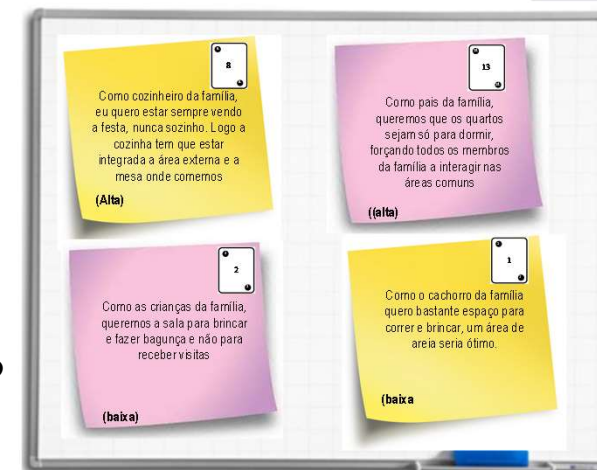 8
Como cozinheiro da família,
eu quero estar sempre vendo
a festa, nunca sozinho. Logo a
cozinha tem que estar
integrada a área externa e a
mesa onde comemos
(Alta)
13
Como pais da família,
queremos que os quartos
sejam só para dormir,
forçando todos os membros
da família a interagir nas
áreas comuns
((alta)
2
Como as crianças da família,
queremos a sala para brincar
e fazer bagunça e não para
receber visitas
(baixa)
1
Como o cachorro da família
quero bastante espaço para
correr e brincar, um área de
areia seria ótimo.
(baixa